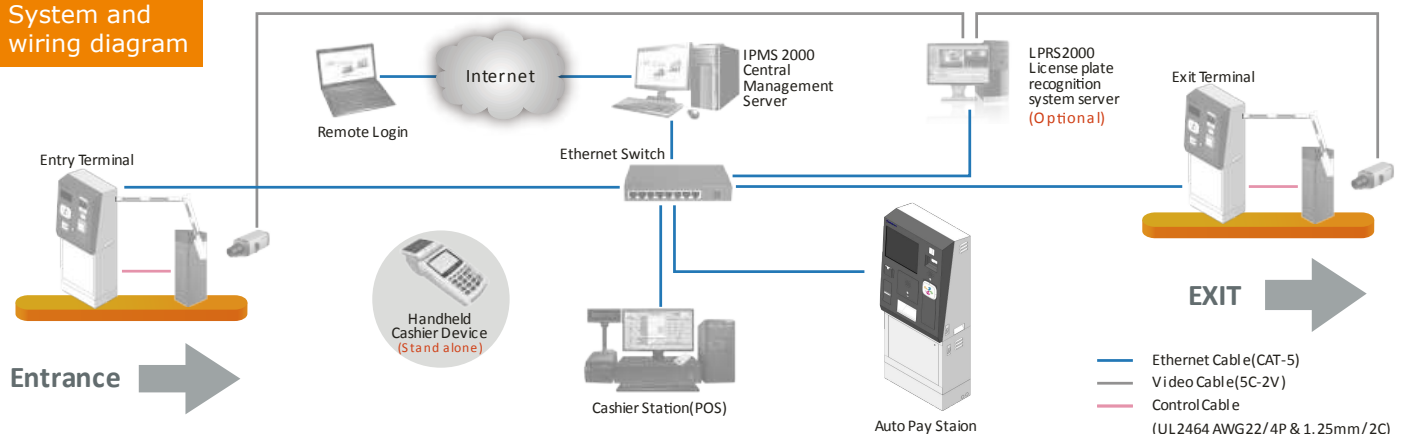 System and
wiring diagram
Internet
IPMS 2000
Central
Management
Server
LPRS2000
License plate
recognition
system server
(Optional)
Exit Terminal
Remote Login
Ethernet Switch
Entry Terminal
Handheld
Cashier Device
(Stand alone)
EXIT
Entrance
Cashier Station(POS)
Auto Pay Staion
Ethernet Cable(CAT-5)
Video Cable(5C-2V)
Control Cable
(UL2464 AWG22/4P & 1.25mm/2C)